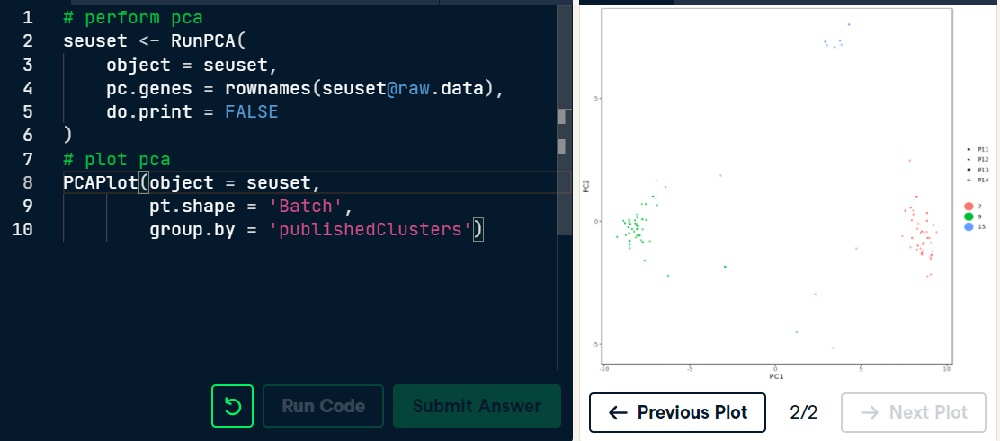 1 # perform pca
2 seuset <- RunPCA(
3 object = seuset,
4 pc.genes = rownames(seuset@raw.data),
5 do.print = FALSE
6 )
7 # plot pca
8 PCAPlot(object = seuset,
9 pt.shape = 'Batch',
10 group.by = 'publishedClusters')
Run Code
Submit Answer
PC2
5
0
-5
-10
-5
0
5
10
PC1
P11
P12
P13
P14
7
9
15
Previous Plot
2/2
Next Plot